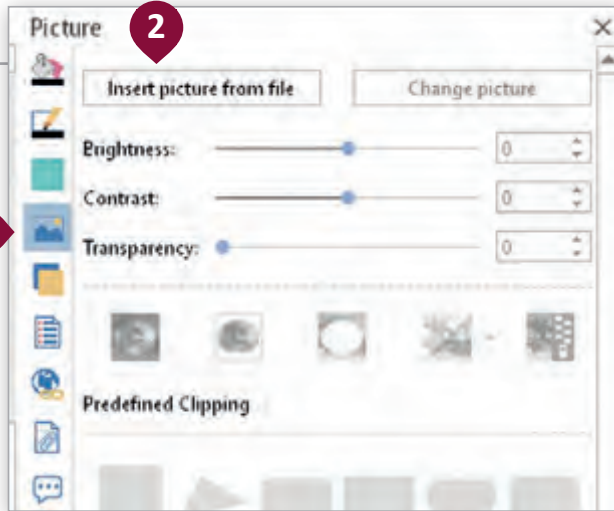 Picture
2
Insert picture from file Change picture
Brightness: 0
Contrast: 0
Transparency: 0
Predefined Clipping